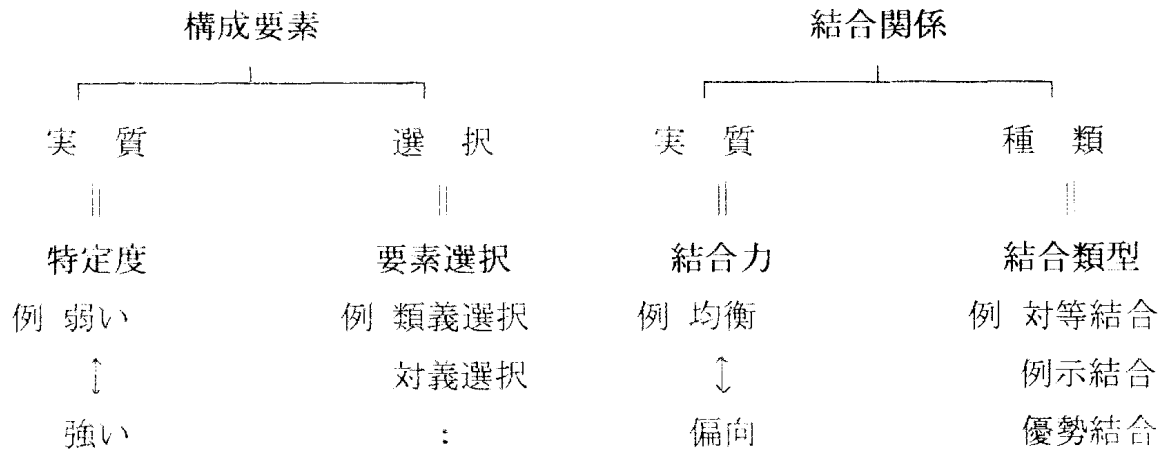 構成要素 結合関係
実 質 選 択 実 質 種 類
‖ ‖ ‖ ‖
特定度 要素選択 結合力 結合類型
例 弱い 例 類義選択 例 均衡 例 対等結合
↕ 対義選択 ↕ 例示結合
強い : 偏向 優勢結合